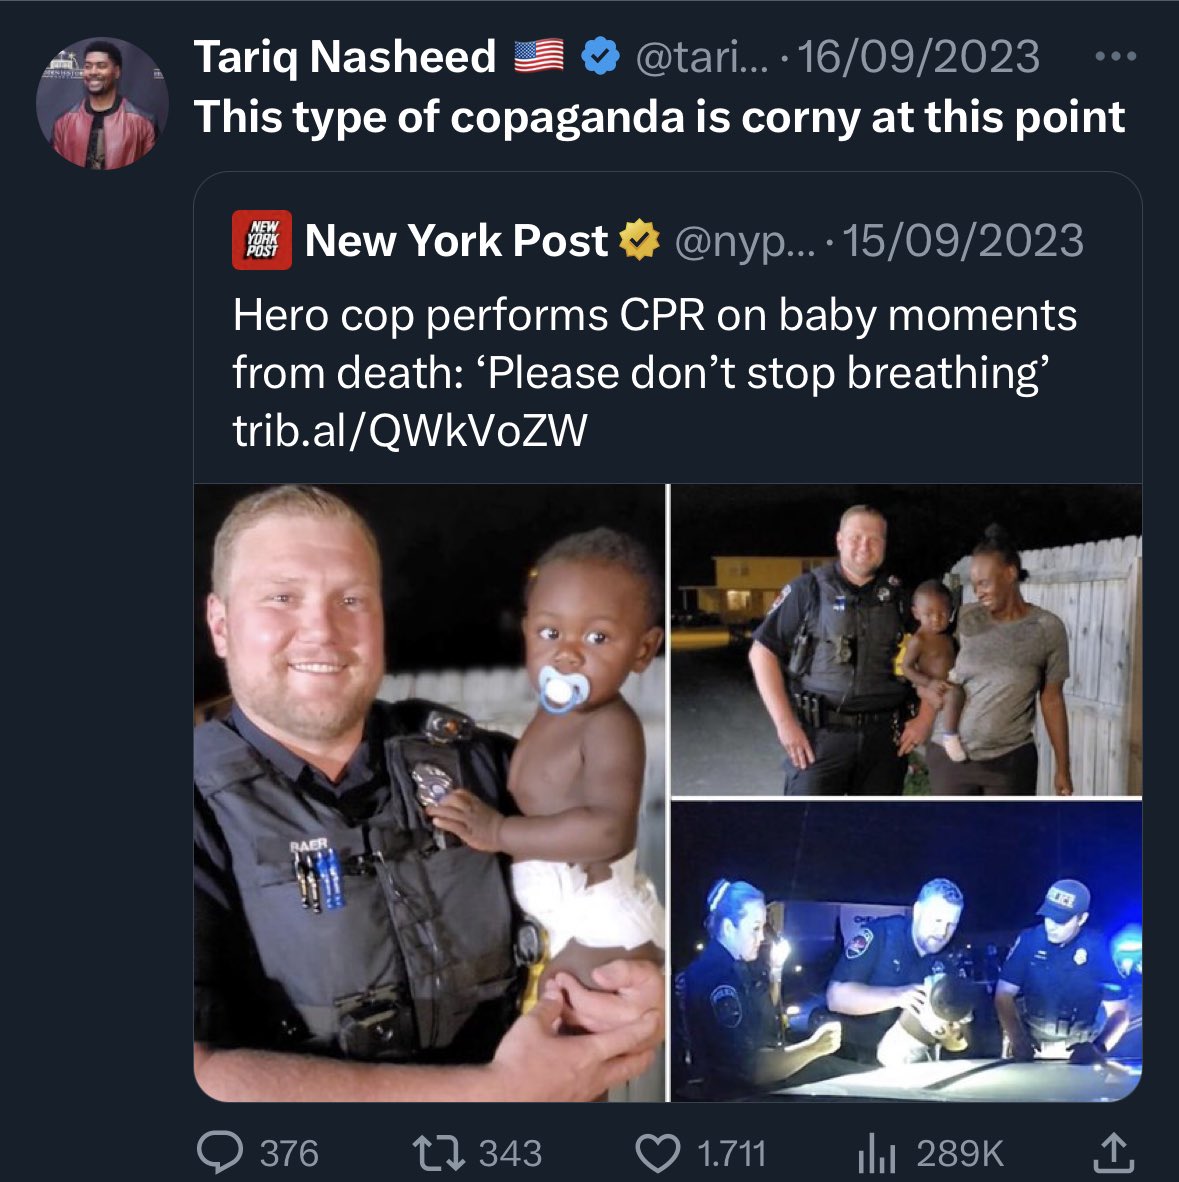 Tariq Nasheed 🇺🇸 @tari... · 16/09/2023 ...
This type of copaganda is corny at this point
NEW
YORK
POST
New York Post @nyp... · 15/09/2023
Hero cop performs CPR on baby moments
from death: ‘Please don’t stop breathing’
trib.al/QWkVoZW
BAER
POLICE
376 343 1.711 289K